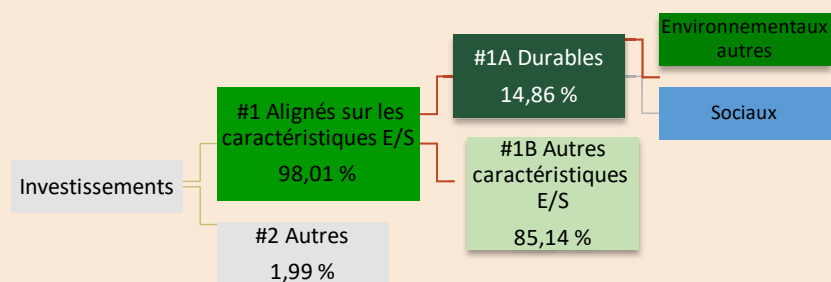 Investissements
#1 Alignés sur les
caractéristiques E/S
98,01 %
#2 Autres
1,99 %
#1A Durables
14,86 %
#1B Autres
caractéristiques
E/S
85,14 %
Environnementaux
autres
Sociaux